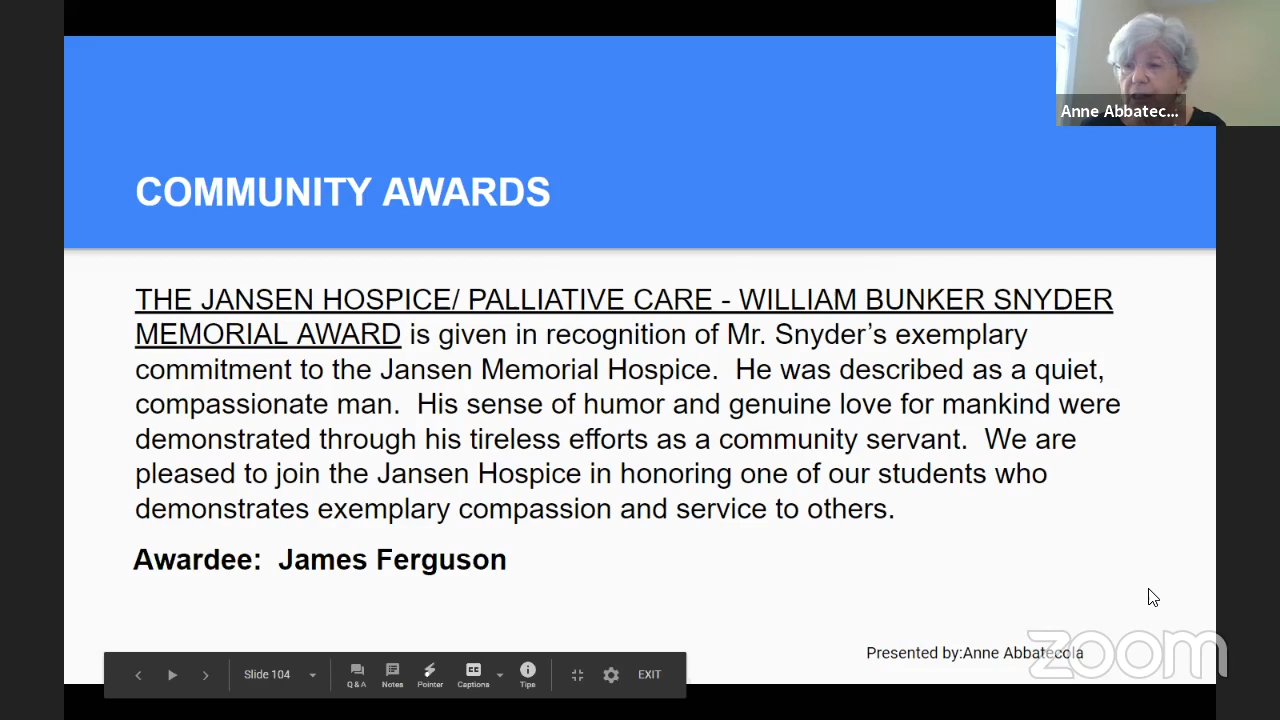 Anne Abbatec...
COMMUNITY AWARDS
THE JANSEN HOSPICE/ PALLIATIVE CARE - WILLIAM BUNKER SNYDER
MEMORIAL AWARD is given in recognition of Mr. Snyder’s exemplary
commitment to the Jansen Memorial Hospice.  He was described as a quiet,
compassionate man.  His sense of humor and genuine love for mankind were
demonstrated through his tireless efforts as a community servant.  We are
pleased to join the Jansen Hospice in honoring one of our students who
demonstrates exemplary compassion and service to others.
Awardee:  James Ferguson
Presented by:Anne Abbatecola
zoom
Slide 104
Q&A
Notes
Pointer
CC
Captions
Tips
EXIT